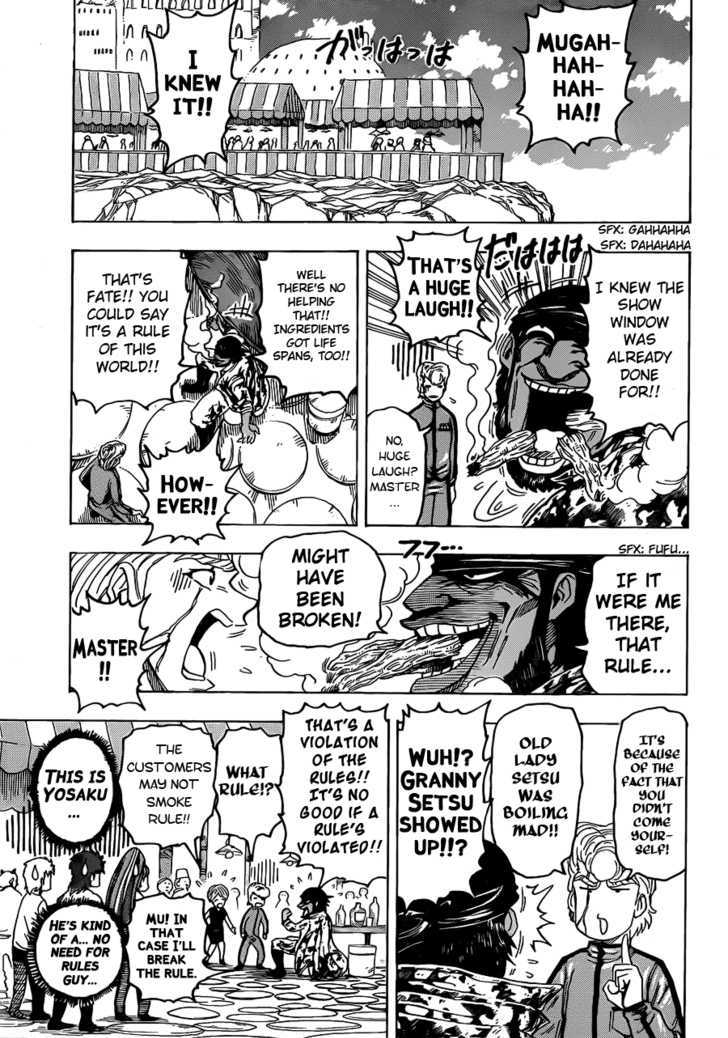 MUGAH-
HAH-
HAH-
HA!!
がっはっは
I
KNEW
IT!!
SFX: GAHHAHHA
SFX: DAHAHAHA
I KNEW THE
SHOW
WINDOW
WAS
ALREADY
DONE
FOR!!
だはははは
THAT'S
A HUGE
LAUGH!!
NO,
HUGE
LAUGH?
MASTER
...
WELL
THERE'S NO
HELPING
THAT!!
INGREDIENTS
GOT LIFE
SPANS, TOO!!
THAT'S
FATE!! YOU
COULD SAY
IT'S A RULE
OF THIS
WORLD!!
HOW-
EVER!!
SFX: FUFU...
IF IT
WERE ME
THERE,
THAT
RULE...
フフ…
MIGHT
HAVE
BEEN
BROKEN!
MASTER
!!
IT'S
BECAUSE
OF THE
FACT THAT
YOU
DIDN'T
COME
YOUR-
SELF!
OLD
LADY
SETSU
WAS
BOILING
MAD!!
WUH!?
GRANNY
SETSU
SHOWED
UP!!?
THAT'S A
VIOLATION
OF THE
RULES!!
IT'S NO
GOOD IF A
RULE'S
VIOLATED!!
WHAT
RULE!?
THE
CUSTOMERS
MAY NOT
SMOKE
RULE!!
MU! IN
THAT
CASE I'LL
BREAK
THE RULE.
THIS IS
YOSAKU
...
HE'S KIND
OF A... NO
NEED FOR
RULES
GUY...